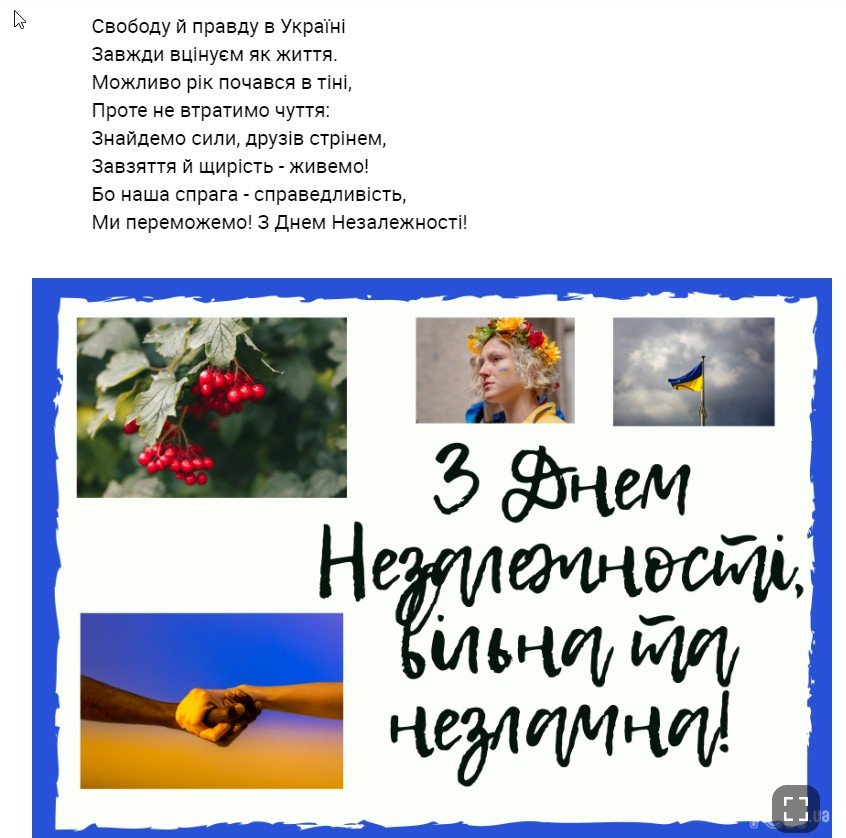 Свободу й правду в Україні
Завжди вцінуєм як життя.
Можливо рік почався в тіні,
Проте не втратимо чуття:
Знайдемо сили, друзів стрінем,
Завзяття й щирість - живемо!
Бо наша спрага - справедливість,
Ми переможемо! З Днем Незалежності!
З Днем
Незалежності,
вільна та
незламна!